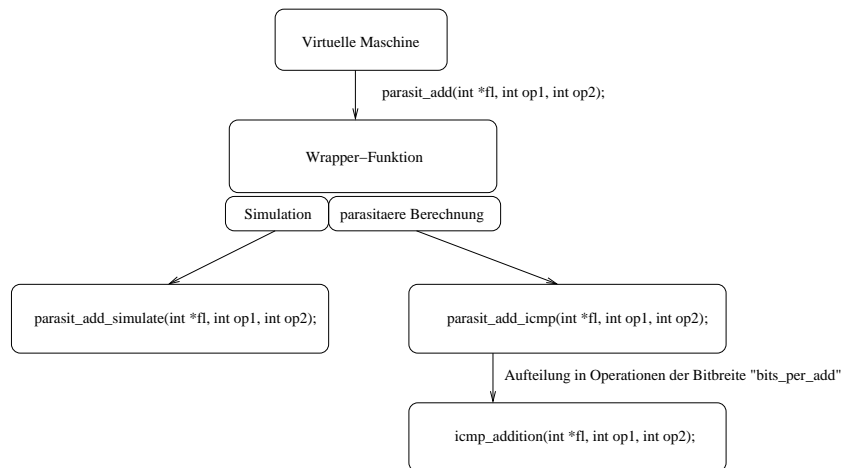 Virtuelle Maschine
parasit_add(int *fl, int op1, int op2);
Wrapper–Funktion
Simulation
parasitaere Berechnung
parasit_add_simulate(int *fl, int op1, int op2);
parasit_add_icmp(int *fl, int op1, int op2);
Aufteilung in Operationen der Bitbreite "bits_per_add"
icmp_addition(int *fl, int op1, int op2);